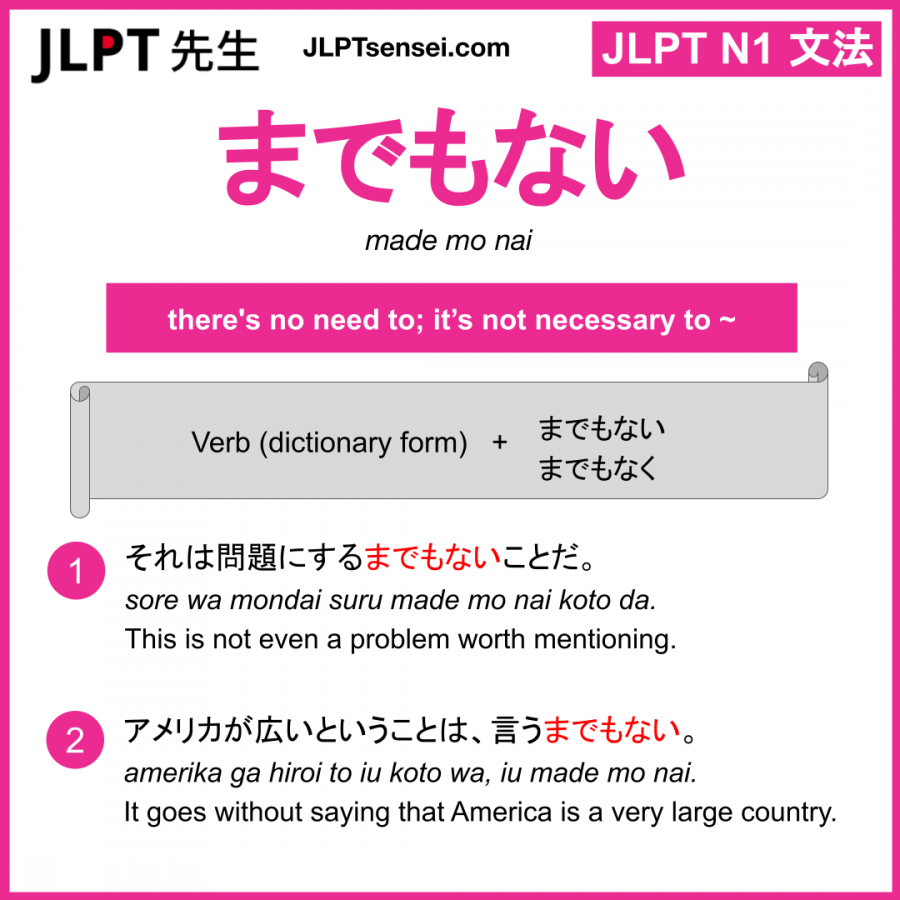 JLPT 先生
JLPTsensei.com
JLPT N1 文法
までもない
made mo nai
there's no need to; it’s not necessary to ~
Verb (dictionary form) + までもない
までもなく
1
それは問題にするまでもないことだ。
sore wa mondai suru made mo nai koto da.
This is not even a problem worth mentioning.
2
アメリカが広いということは、言うまでもない。
amerika ga hiroi to iu koto wa, iu made mo nai.
It goes without saying that America is a very large country.